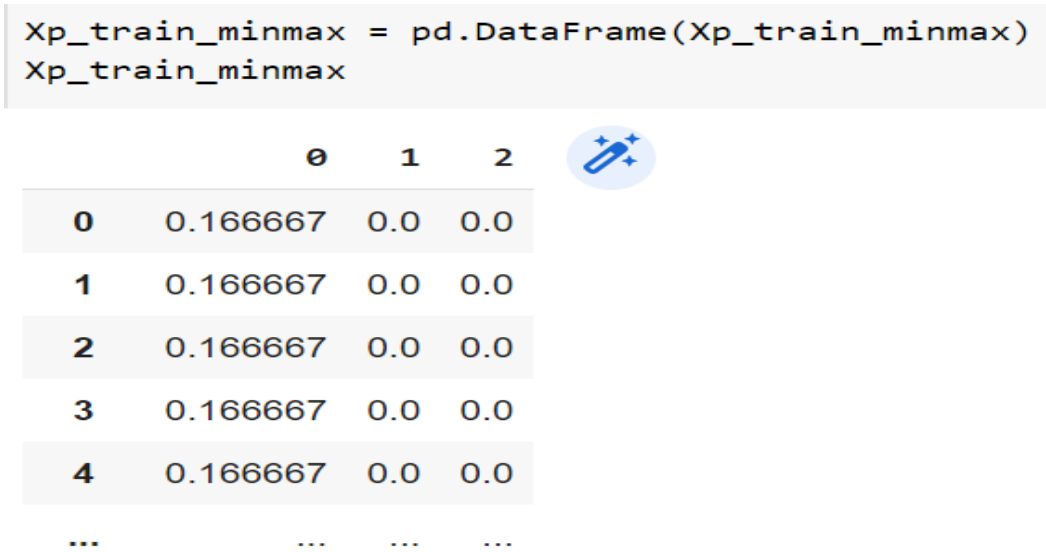 Xp_train_minmax = pd.DataFrame(Xp_train_minmax)
Xp_train_minmax
0 1 2
0 0.166667 0.0 0.0
1 0.166667 0.0 0.0
2 0.166667 0.0 0.0
3 0.166667 0.0 0.0
4 0.166667 0.0 0.0
... ... ... ...